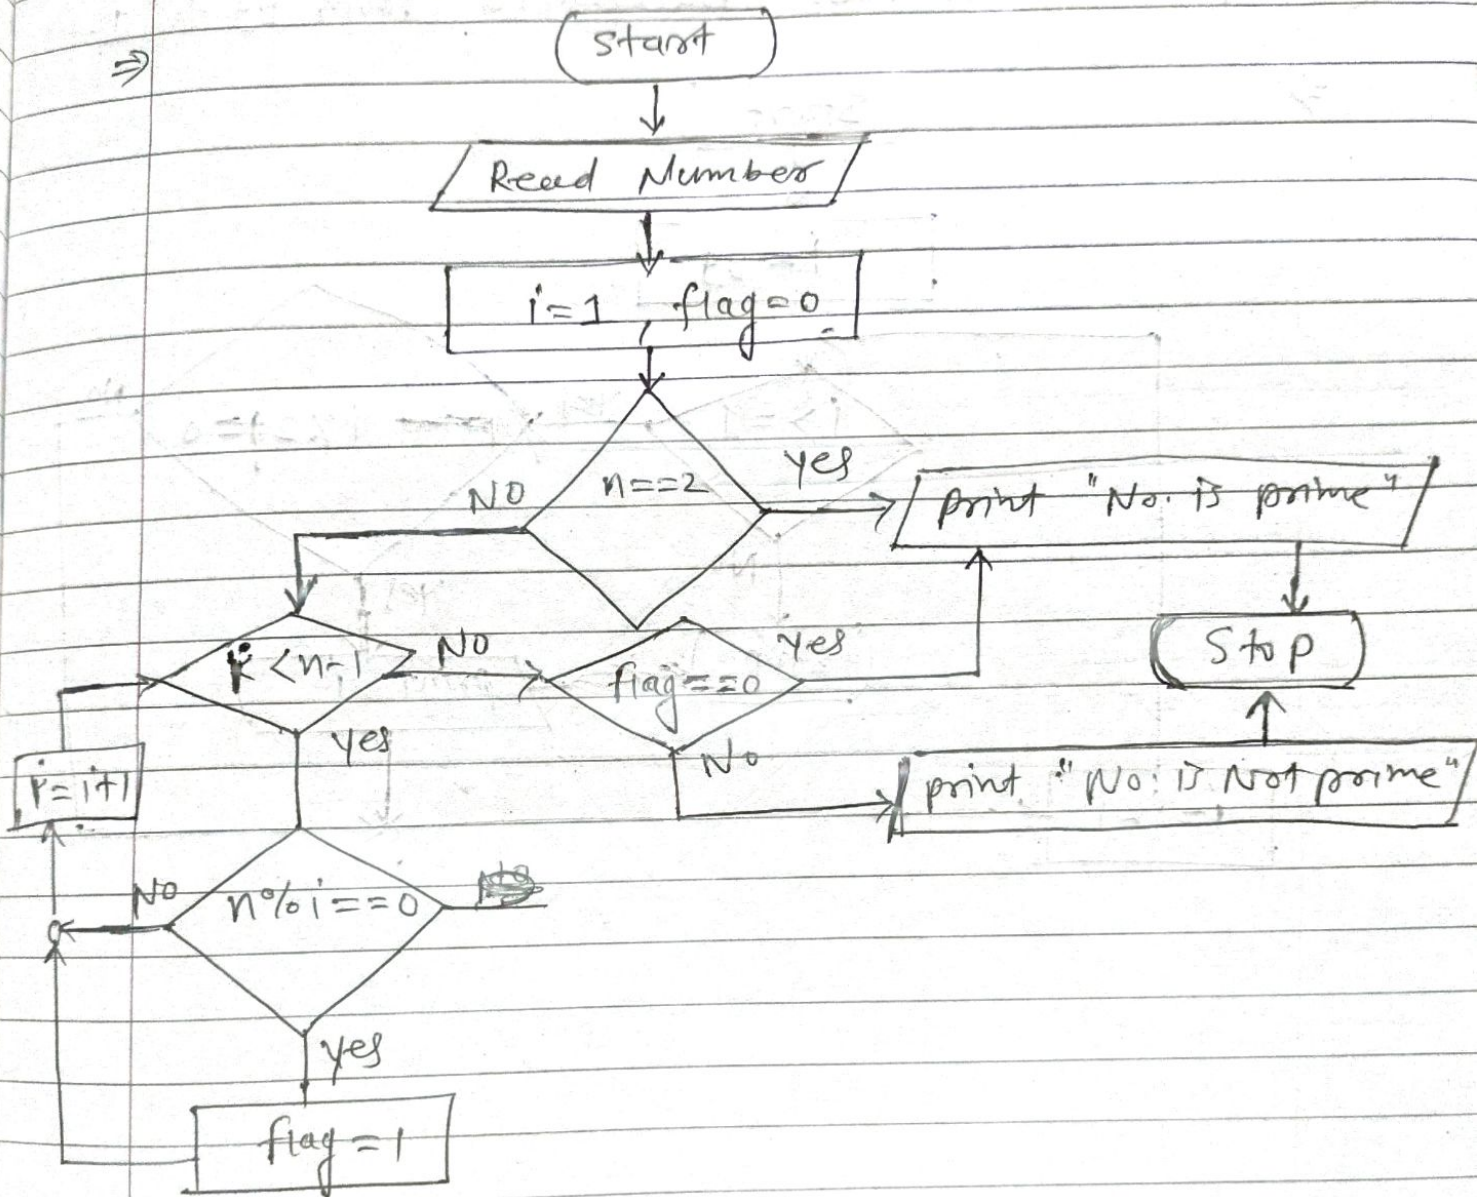 ⇒
Start
Read Number
i=1, flag=0
n==2
yes
NO
print "No. is prime"
i<n-1
No
flag==0
yes
Stop
yes
No
i=i+1
print "No. is Not prime"
NO
n%i==0
yes
flag=1